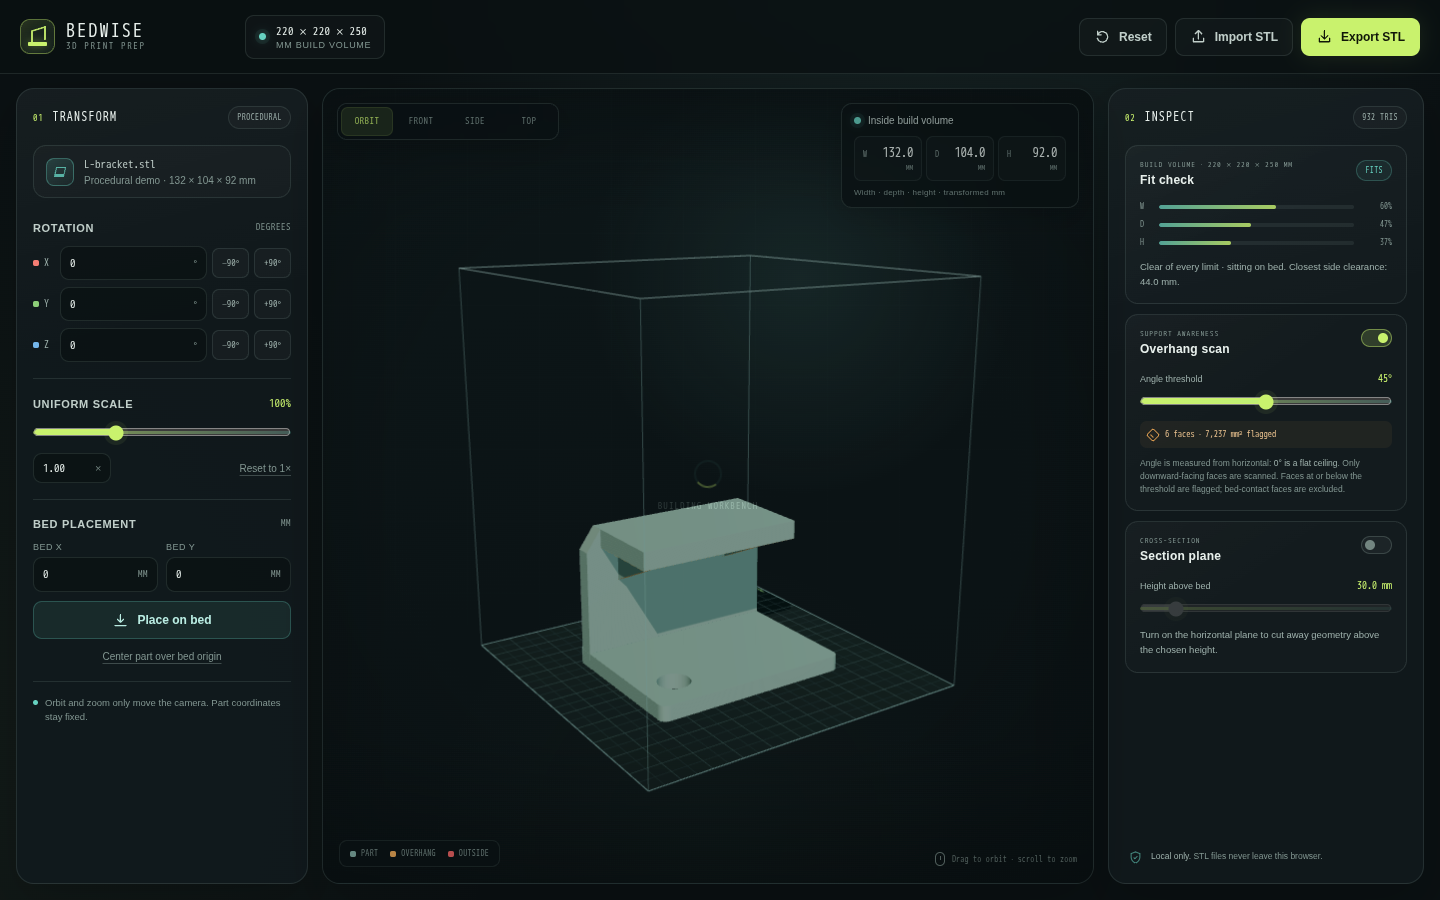 BEDWISE
3D PRINT PREP
220 × 220 × 250
MM BUILD VOLUME
Reset
Import STL
Export STL
01 TRANSFORM
PROCEDURAL
L-bracket.stl
Procedural demo · 132 × 104 × 92 mm
ROTATION
DEGREES
X 0 ° −90° +90°
Y 0 ° −90° +90°
Z 0 ° −90° +90°
UNIFORM SCALE
100%
1.00 ×
Reset to 1×
BED PLACEMENT
MM
BED X
BED Y
0 MM
0 MM
Place on bed
Center part over bed origin
Orbit and zoom only move the camera. Part coordinates
stay fixed.
ORBIT
FRONT
SIDE
TOP
Inside build volume
W 132.0 MM
D 104.0 MM
H 92.0 MM
Width · depth · height · transformed mm
BUILDING WORKBENCH
PART
OVERHANG
OUTSIDE
Drag to orbit · scroll to zoom
02 INSPECT
932 TRIS
BUILD VOLUME · 220 × 220 × 250 MM
Fit check
FITS
W 60%
D 47%
H 37%
Clear of every limit · sitting on bed. Closest side clearance:
44.0 mm.
SUPPORT AWARENESS
Overhang scan
Angle threshold
45°
6 faces · 7,237 mm² flagged
Angle is measured from horizontal: 0° is a flat ceiling. Only
downward-facing faces are scanned. Faces at or below the
threshold are flagged; bed-contact faces are excluded.
CROSS-SECTION
Section plane
Height above bed
30.0 mm
Turn on the horizontal plane to cut away geometry above
the chosen height.
Local only. STL files never leave this browser.